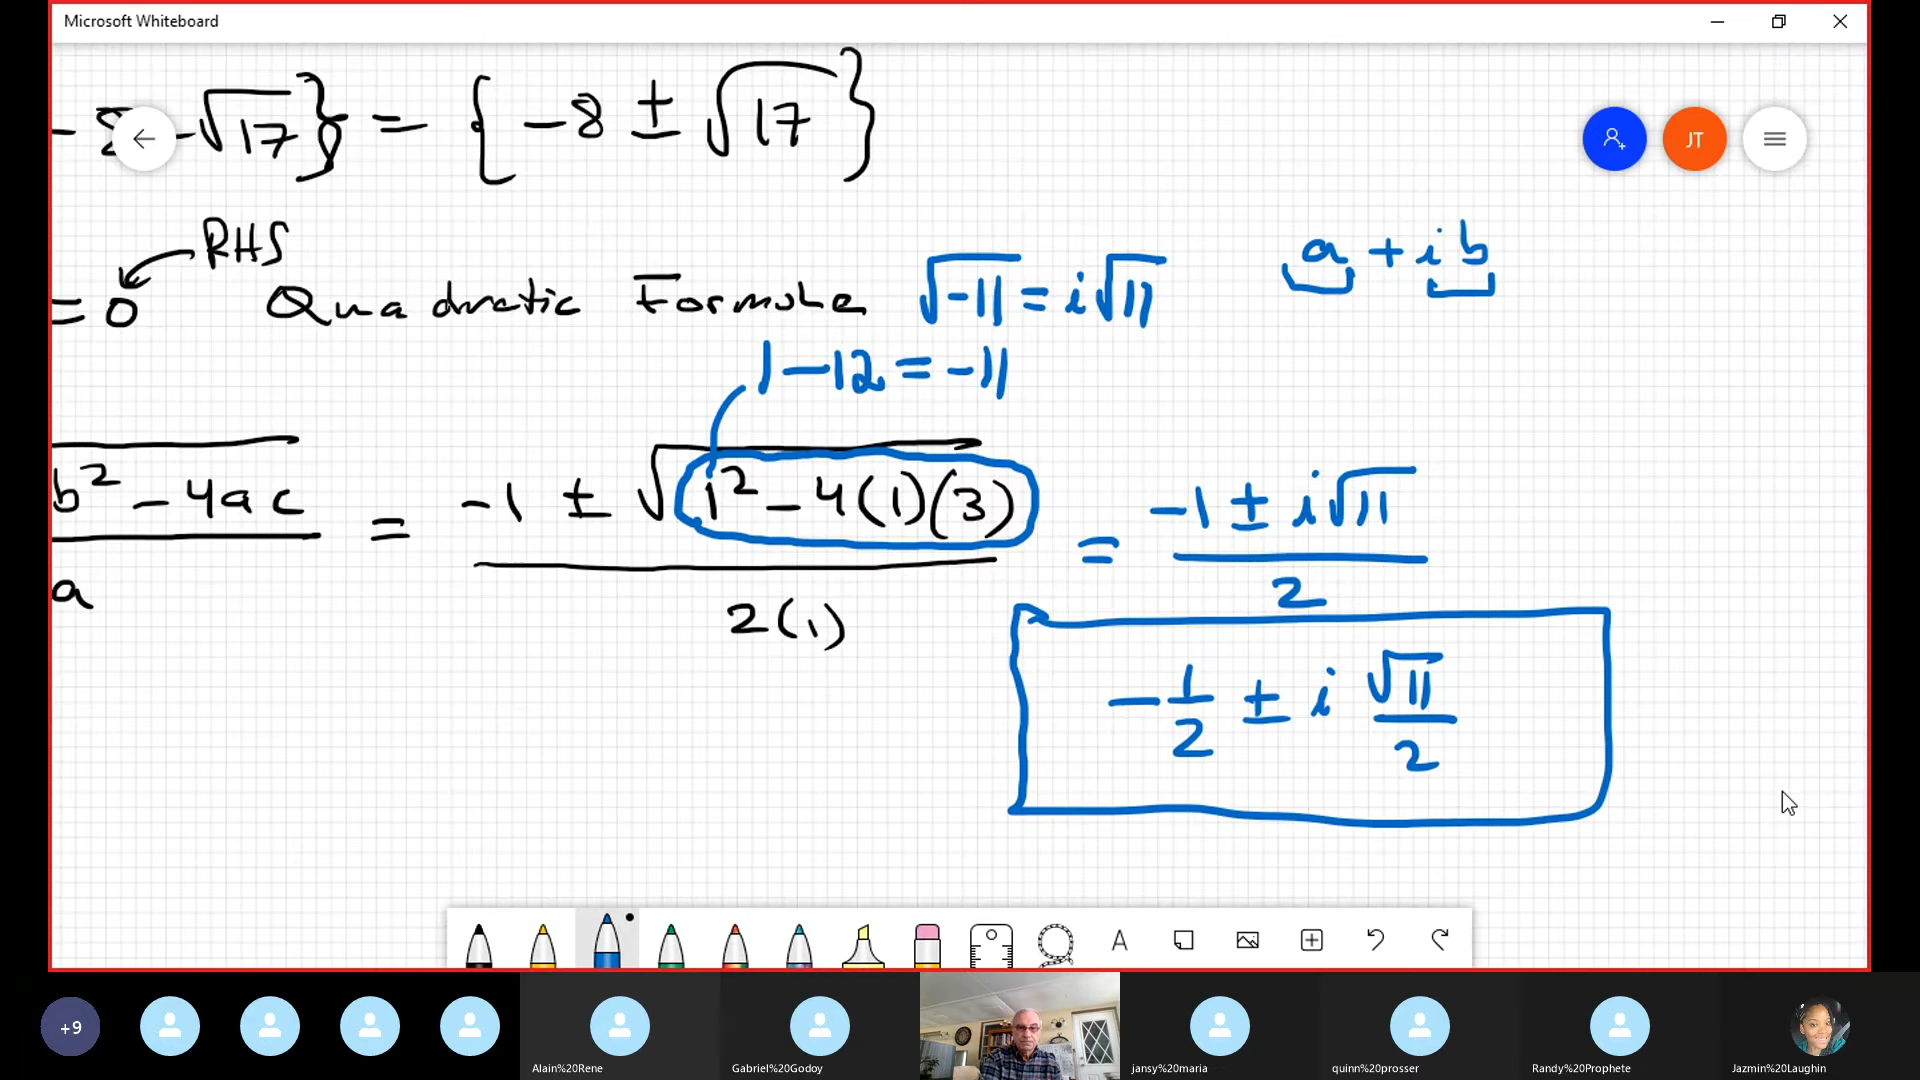 Microsoft Whiteboard
- 8 - √17} = { -8 ± √17 }
RHS
= 0 Quadratic Formula √-11 = i√11 a + ib
1 - 12 = -11
b² - 4ac = -1 ± √1² - 4(1)(3) = -1 ± i√11
a 2(1) 2
-1/2 ± i √11/2
JT
A
+9
Alain%20Rene
Gabriel%20Godoy
jansy%20maria
quinn%20prosser
Randy%20Prophete
Jazmin%20Laughin